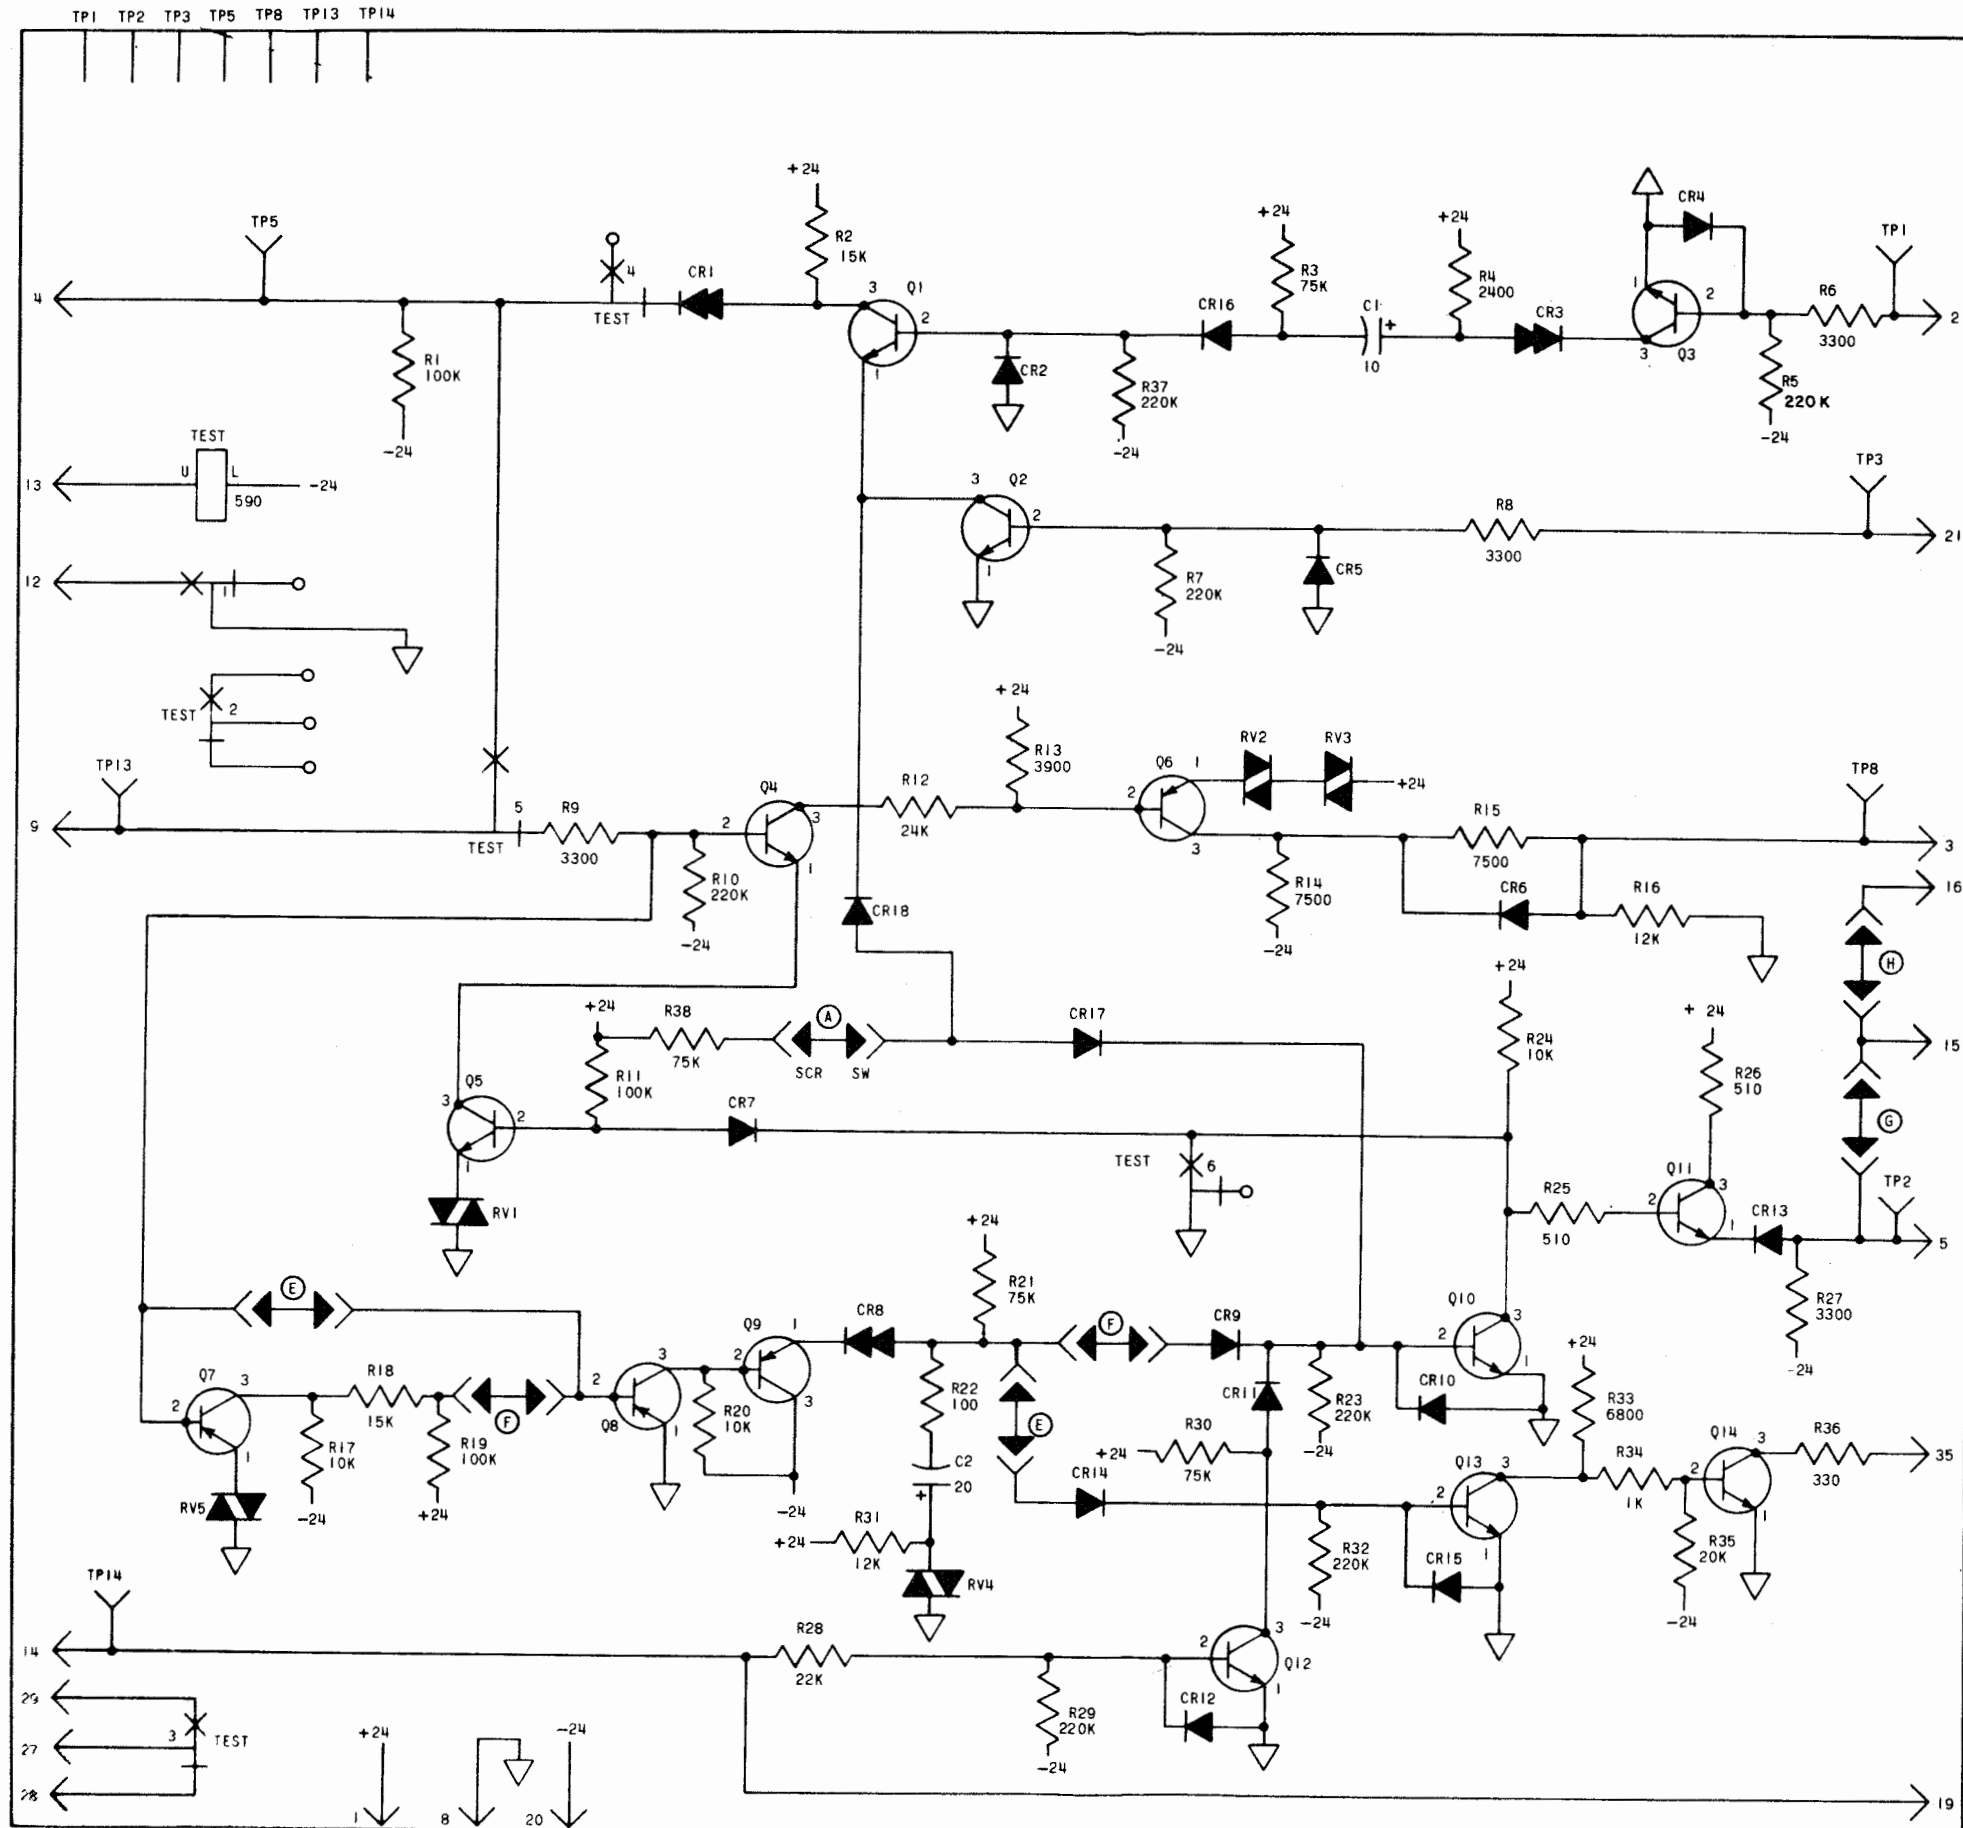 TP1 TP2 TP3 TP5 TP8 TP13 TP14
+24
TP5
R2
15K
4
TEST
CR1
3 Q1
2
1
4
R1
100K
-24
+24
R3
75K
CR16
C1
+
10
+24
R4
2400
CR3
CR4
1
2
3 Q3
R6
3300
TP1
2
R5
220K
-24
CR2
R37
220K
-24
TEST
U L
590
-24
13
3 Q2
2
1
R8
3300
TP3
21
R7
220K
-24
CR5
12
1
TEST 2
TP13
9
5
TEST
R9
3300
R10
220K
-24
Q4
2
3
1
R12
24K
+24
R13
3900
Q6
1
2
3
RV2 RV3
+24
R14
7500
-24
R15
7500
CR6
R16
12K
TP8
3
16
H
15
G
CR18
+24
R38
75K
A
SCR SW
CR17
R11
100K
Q5
3
2
1
RV1
CR7
TEST 6
+24
R24
10K
+24
R26
510
R25
510
Q11
2
3
1
CR13
TP2
5
R27
3300
-24
E
Q7
3
2
1
RV5
R17
10K
-24
R18
15K
R19
100K
+24
F
Q8
3
2
1
R20
10K
Q9
1
2
3
-24
CR8
+24
R21
75K
R22
100
C2
20
+
+24
R31
12K
RV4
F
E
CR9
CR11
+24
R30
75K
R23
220K
-24
CR10
Q10
3
2
1
CR14
R32
220K
-24
CR15
Q13
3
2
1
+24
R33
6800
R34
1K
R35
20K
-24
Q14
3
2
1
R36
330
35
TP14
14
R28
22K
R29
220K
-24
CR12
Q12
3
2
1
29
27
28
3 TEST
+24
1
8
-24
20
19